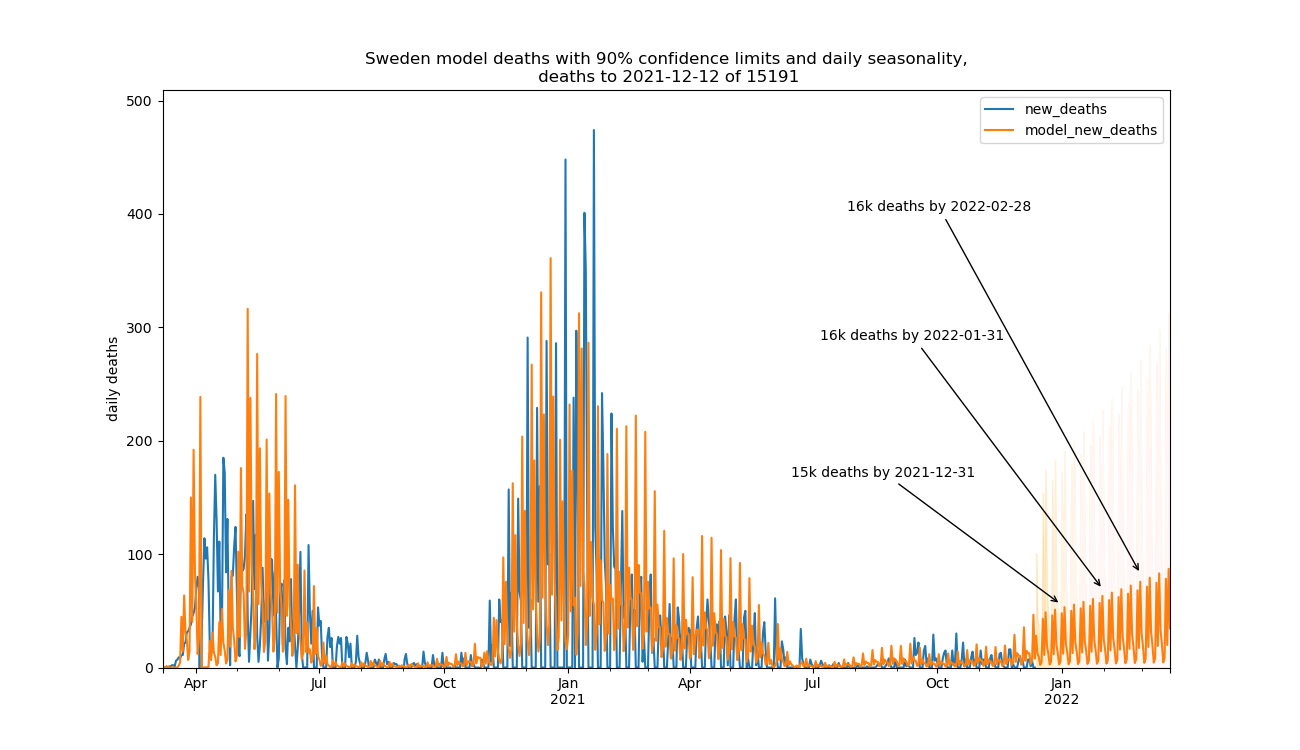 Sweden model deaths with 90% confidence limits and daily seasonality,
deaths to 2021-12-12 of 15191
500
new_deaths
model_new_deaths
400
16k deaths by 2022-02-28
300
16k deaths by 2022-01-31
daily deaths
200
15k deaths by 2021-12-31
100
0
Apr
Jul
Oct
Jan
2021
Apr
Jul
Oct
Jan
2022